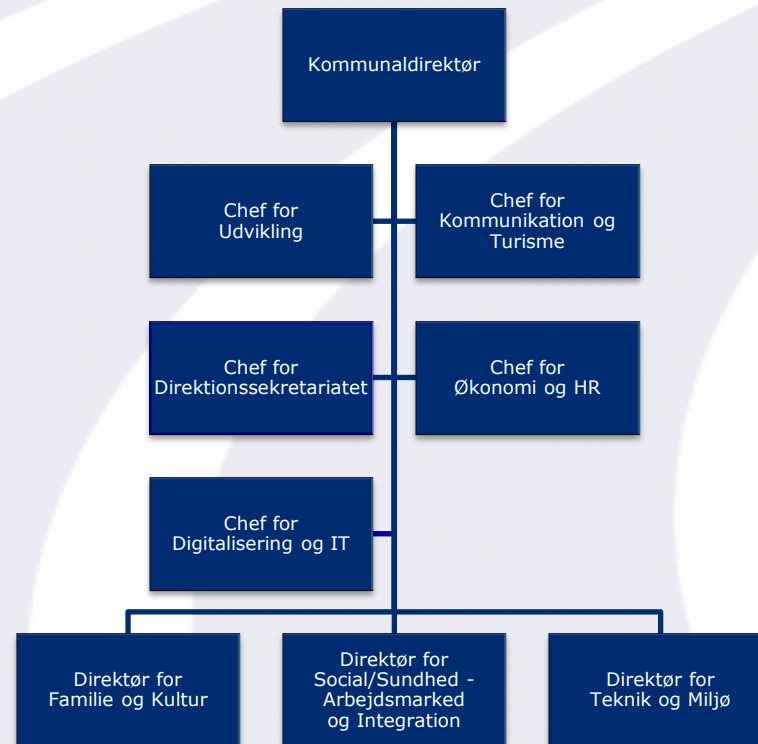 Kommunaldirektør
Chef for
Udvikling
Chef for
Kommunikation og
Turisme
Chef for
Direktionssekretariatet
Chef for
Økonomi og HR
Chef for
Digitalisering og IT
Direktør for
Familie og Kultur
Direktør for
Social/Sundhed -
Arbejdsmarked
og Integration
Direktør for
Teknik og Miljø